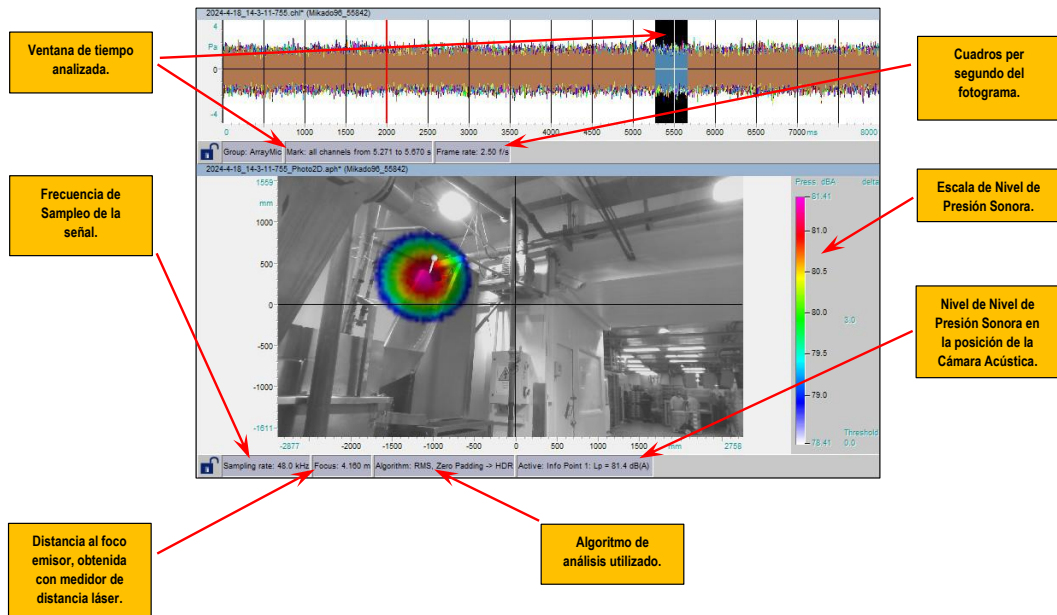 2024-4-18_14-3-11-755.chl* (Mikado96_55842)
4
Pa
0
-4
0 1000 2000 3000 3500 4000 4500 5000 5500 6000 7000 ms 8000
Group: ArrayMic Mark: all channels from 5.271 to 5.670 s Frame rate: 2.50 f/s
2024-4-18_14-3-11-755_Photo2D.aph* (Mikado96_55842)
1559
mm
1000
500
0
-500
-1000
-1611
-2877 -2000 -1500 -1000 -500 0 500 1000 1500 mm 2758
Press dBA delta
81.41
81.0
80.5
80.0
79.5
79.0
78.41
3.0
Threshold
0.0
Sampling rate: 48.0 kHz Focus: 4.160 m Algorithm: RMS, Zero Padding -> HDR Active: Info Point 1: Lp = 81.4 dB(A)
Ventana de tiempo
analizada.
Cuadros per
segundo del
fotograma.
Frecuencia de
Sampleo de la
señal.
Escala de Nivel de
Presión Sonora.
Nivel de Nivel de
Presión Sonora en
la posición de la
Cámara Acústica.
Distancia al foco
emisor, obtenida
con medidor de
distancia láser.
Algoritmo de
análisis utilizado.